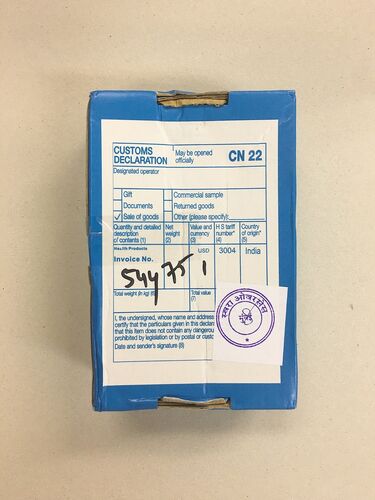 CUSTOMS DECLARATION
May be opened officially
CN 22
Designated operator
Gift
Commercial sample
Documents
Returned goods
Sale of goods
Other (please specify):
Quantity and detailed description of contents (1)
Net weight (2)
Value and currency (3)
H S tariff number* (4)
Country of origin* (5)
Health Products
USD
3004
India
Invoice No.
54475
1
Total weight (in kg) (6)
Total value (7)
I, the undersigned, whose name and address
certify that the particulars given in this declara
that this item does not contain any dangerou
prohibited by legislation or by postal or custo
Date and sender's signature (8)